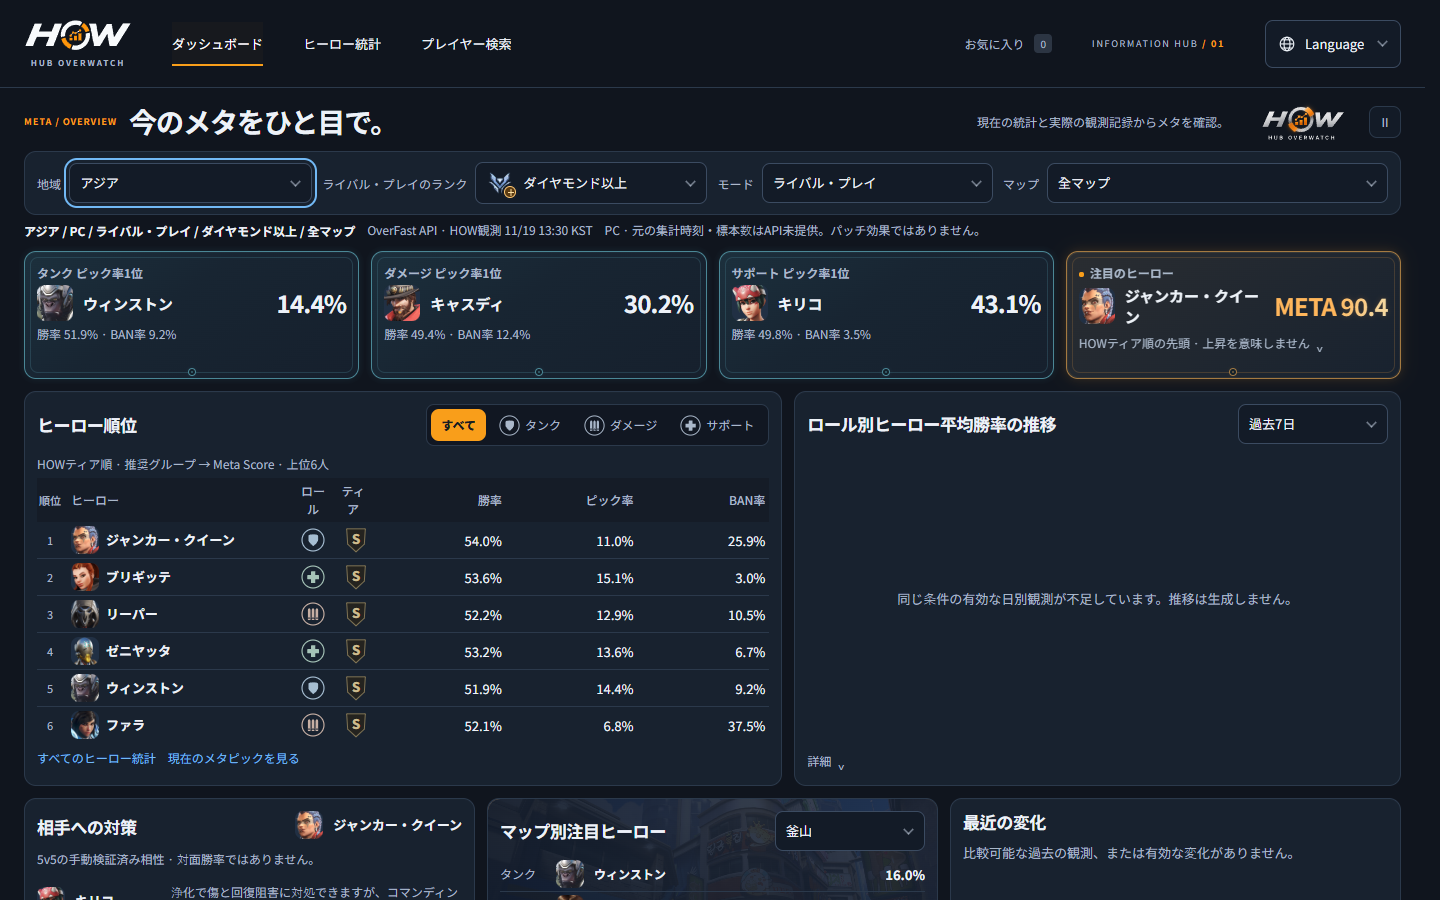 HOW
HUB OVERWATCH
ダッシュボード
ヒーロー統計
プレイヤー検索
お気に入り 0
INFORMATION HUB / 01
Language
META / OVERVIEW
今のメタをひと目で。
現在の統計と実際の観測記録からメタを確認。
HOW
HUB OVERWATCH
地域 アジア
ライバル・プレイのランク ダイヤモンド以上
モード ライバル・プレイ
マップ 全マップ
アジア / PC / ライバル・プレイ / ダイヤモンド以上 / 全マップ OverFast API · HOW観測 11/19 13:30 KST PC · 元の集計時刻・標本数はAPI未提供。パッチ効果ではありません。
タンク ピック率1位
ウィンストン 14.4%
勝率 51.9% · BAN率 9.2%
ダメージ ピック率1位
キャスディ 30.2%
勝率 49.4% · BAN率 12.4%
サポート ピック率1位
キリコ 43.1%
勝率 49.8% · BAN率 3.5%
注目のヒーロー
ジャンカー・クイー
ン
META 90.4
HOWティア順の先頭 · 上昇を意味しません
ヒーロー順位
すべて タンク ダメージ サポート
HOWティア順 · 推奨グループ → Meta Score · 上位6人
順位 ヒーロー ロール ティア 勝率 ピック率 BAN率
1 ジャンカー・クイーン S 54.0% 11.0% 25.9%
2 ブリギッテ S 53.6% 15.1% 3.0%
3 リーパー S 52.2% 12.9% 10.5%
4 ゼニヤッタ S 53.2% 13.6% 6.7%
5 ウィンストン S 51.9% 14.4% 9.2%
6 ファラ S 52.1% 6.8% 37.5%
すべてのヒーロー統計 現在のメタピックを見る
ロール別ヒーロー平均勝率の推移
過去7日
同じ条件の有効な日別観測が不足しています。推移は生成しません。
詳細
相手への対策
ジャンカー・クイーン
5v5の手動検証済み相性 · 対面勝率ではありません。
キリコ
浄化で傷と回復阻害に対処できますが、コマンディン
マップ別注目ヒーロー
釜山
タンク ウィンストン 16.0%
最近の変化
比較可能な過去の観測、または有効な変化がありません。